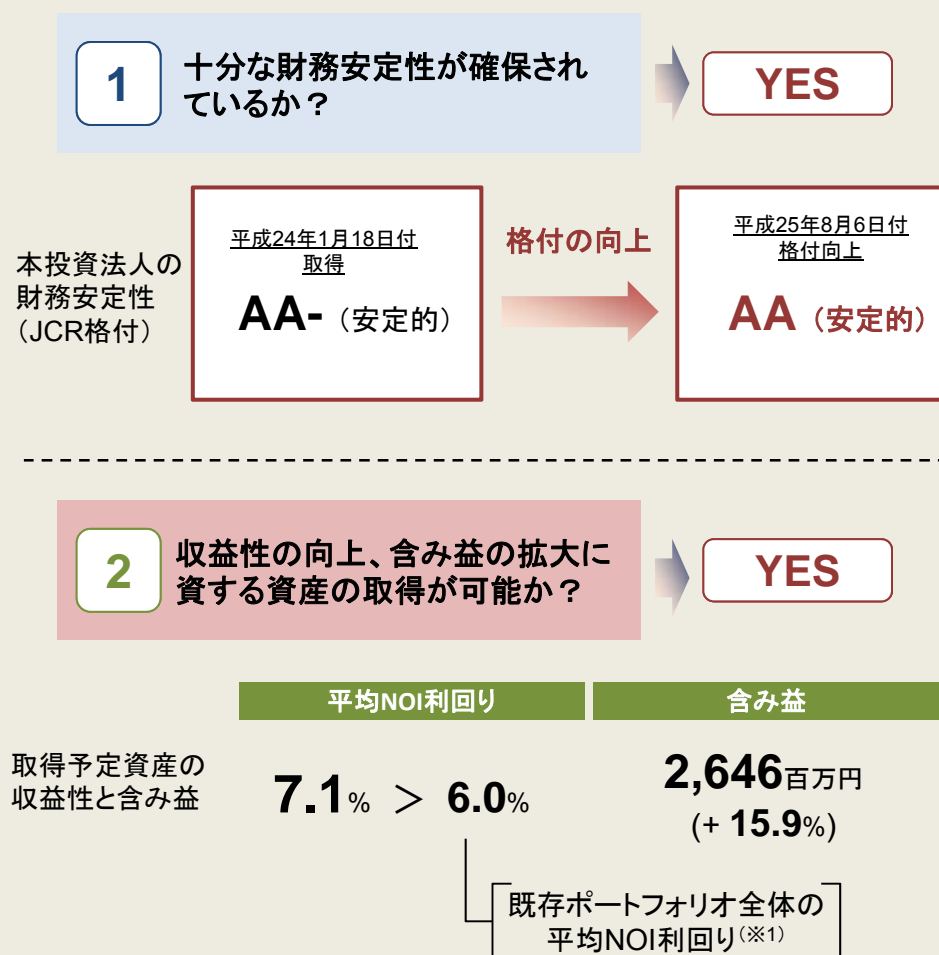 1
十分な財務安定性が確保され
ているか？
YES
本投資法人の
財務安定性
（JCR格付）
平成24年1月18日付
取得
AA-（安定的）
格付の向上
平成25年8月6日付
格付向上
AA（安定的）
2
収益性の向上、含み益の拡大に
資する資産の取得が可能か？
YES
平均NOI利回り
含み益
取得予定資産の
収益性と含み益
7.1% ＞ 6.0%
2,646百万円
(+ 15.9%)
既存ポートフォリオ全体の
平均NOI利回り(※1)